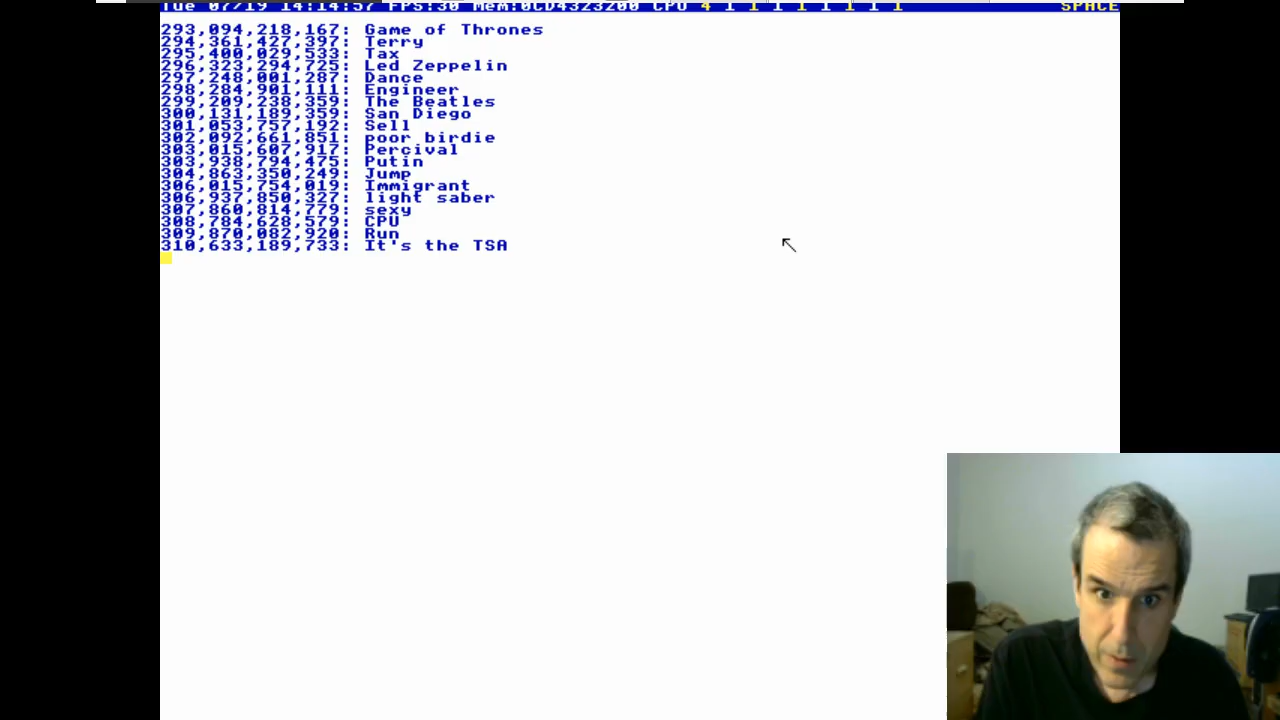 Tue 07/19 14:14:57 FPS:30 Mem:0CD4323200 CPU 4 1 1 1 1 1 1 1 1 SPACE
293,094,218,167: Game of Thrones
294,361,427,397: Terry
295,400,029,533: Tax
296,323,294,725: Led Zeppelin
297,248,001,287: Dance
298,284,901,111: Engineer
299,209,238,359: The Beatles
300,131,189,359: San Diego
301,053,757,192: Sell
302,092,661,851: poor birdie
303,015,607,917: Percival
303,938,794,475: Putin
304,863,350,249: Jump
306,015,754,019: Immigrant
306,937,850,327: light saber
307,860,814,779: sexy
308,784,628,579: CPU
309,870,082,920: Run
310,633,189,733: It's the TSA